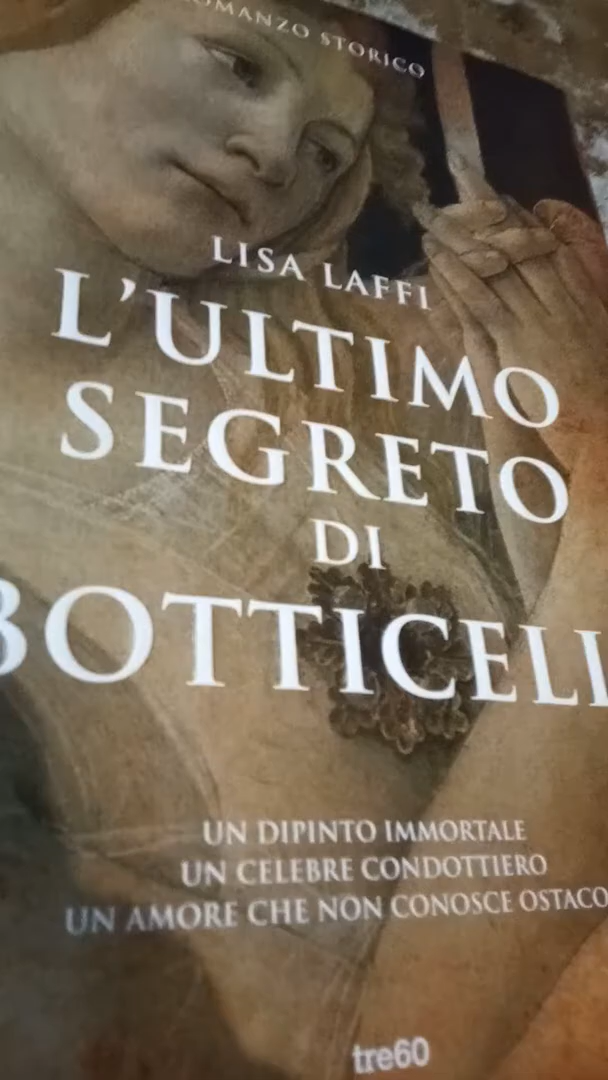 ROMANZO STORICO
LISA LAFFI
L'ULTIMO
SEGRETO
DI
BOTTICELLI
UN DIPINTO IMMORTALE
UN CELEBRE CONDOTTIERO
UN AMORE CHE NON CONOSCE OSTACO
tre60